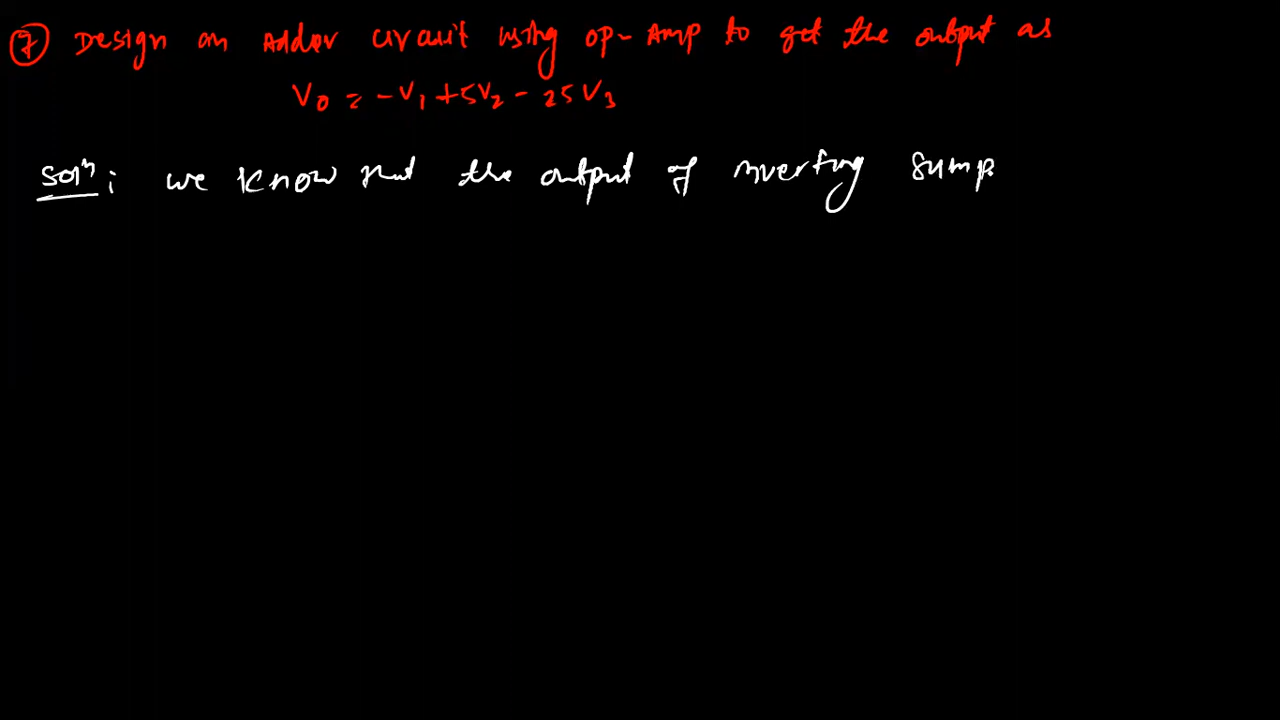 ⑦ Design an Adder circuit using op-Amp to get the output as
V0 = -V1 + 5V2 - 25V3
Solⁿ: we know that the output of inverting summ